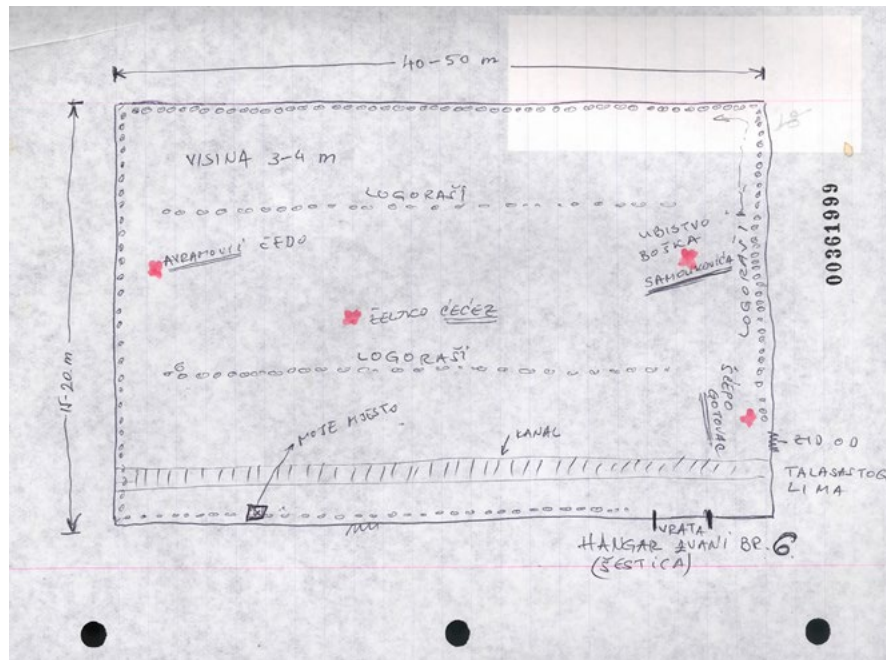 40-50 m
VISINA 3-4 m
LOGORAŠI
AVRAMOVIĆ ČEDO
UBISTVO
BOŠKA
SAMOUKOVIĆA
LOGORAŠI
00361999
ŽELJKO ĆEĆEZ
LOGORAŠI
15-20 m
ŠĆEPO
GOTOVAC
MOJE MJESTO
KANAL
ZID OD
TALASASTOG
LIMA
VRATA
HANGAR ZVANI BR. 6
(ŠESTICA)